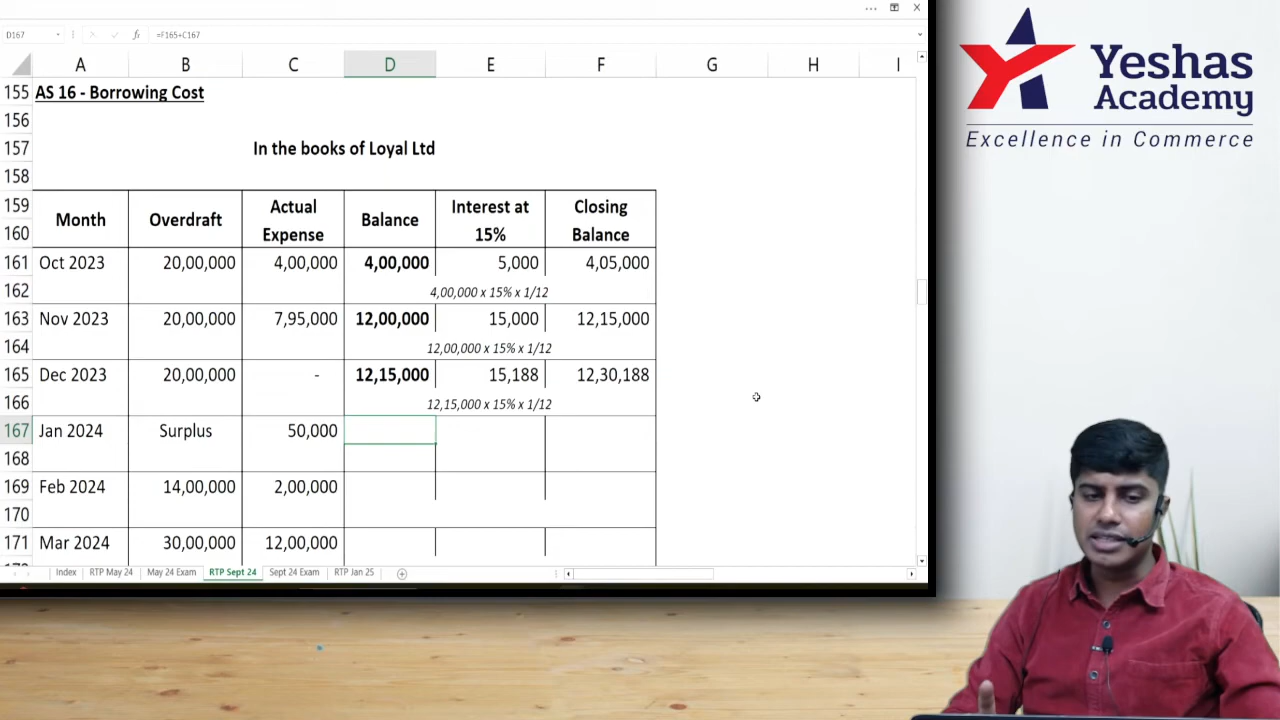 D167 fx =F165+C167
A B C D E F G H I
155 AS 16 - Borrowing Cost
156
157 In the books of Loyal Ltd
158
159 Month Overdraft Actual Expense Balance Interest at 15% Closing Balance
160
161 Oct 2023 20,00,000 4,00,000 4,00,000 5,000 4,05,000
162 4,00,000 x 15% x 1/12
163 Nov 2023 20,00,000 7,95,000 12,00,000 15,000 12,15,000
164 12,00,000 x 15% x 1/12
165 Dec 2023 20,00,000 - 12,15,000 15,188 12,30,188
166 12,15,000 x 15% x 1/12
167 Jan 2024 Surplus 50,000
168
169 Feb 2024 14,00,000 2,00,000
170
171 Mar 2024 30,00,000 12,00,000
Index RTP May 24 May 24 Exam RTP Sept 24 Sept 24 Exam RTP Jan 25
Yeshas
Academy
Excellence in Commerce